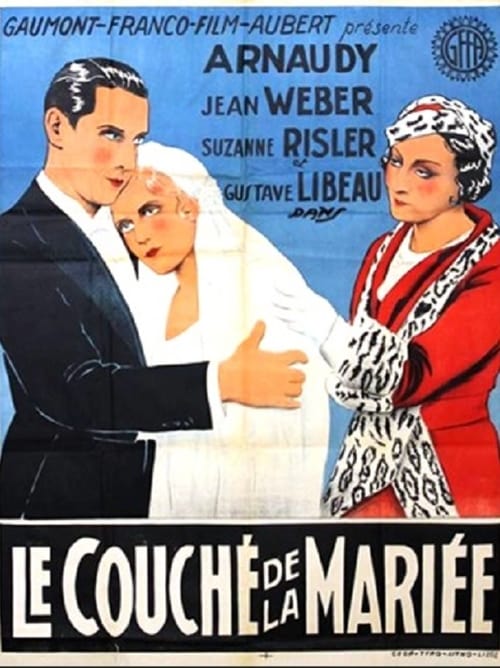 GAUMONT-FRANCO-FILM-AUBERT présente
GFFA
ARNAUDY
JEAN WEBER
SUZANNE RISLER
et
GUSTAVE LIBEAU
DANS
LE COUCHÉ DE LA MARIÉE